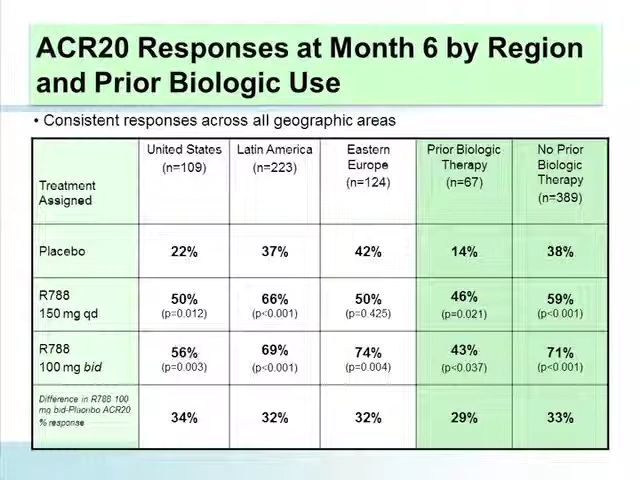 ACR20 Responses at Month 6 by Region
and Prior Biologic Use
• Consistent responses across all geographic areas
Treatment
Assigned
United States
(n=109)
Latin America
(n=223)
Eastern
Europe
(n=124)
Prior Biologic
Therapy
(n=67)
No Prior
Biologic
Therapy
(n=389)
Placebo
22%
37%
42%
14%
38%
R788
150 mg qd
50%
(p=0.012)
66%
(p<0.001)
50%
(p=0.425)
46%
(p=0.021)
59%
(p<0.001)
R788
100 mg bid
56%
(p=0.003)
69%
(p<0.001)
74%
(p=0.004)
43%
(p<0.037)
71%
(p<0.001)
Difference in R788 100
mg bid-Placebo ACR20
% response
34%
32%
32%
29%
33%